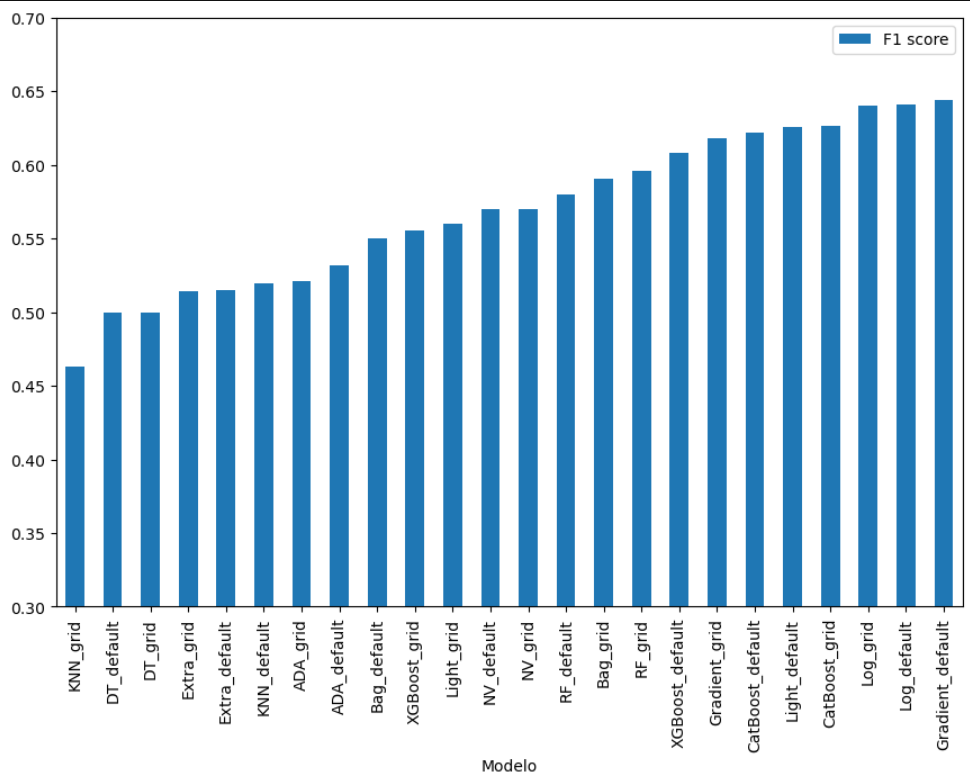 0.70
0.65
0.60
0.55
0.50
0.45
0.40
0.35
0.30
F1 score
KNN_grid
DT_default
DT_grid
Extra_grid
Extra_default
KNN_default
ADA_grid
ADA_default
Bag_default
XGBoost_grid
Light_grid
NV_default
NV_grid
RF_default
Bag_grid
RF_grid
XGBoost_default
Gradient_grid
CatBoost_default
Light_default
CatBoost_grid
Log_grid
Log_default
Gradient_default
Modelo